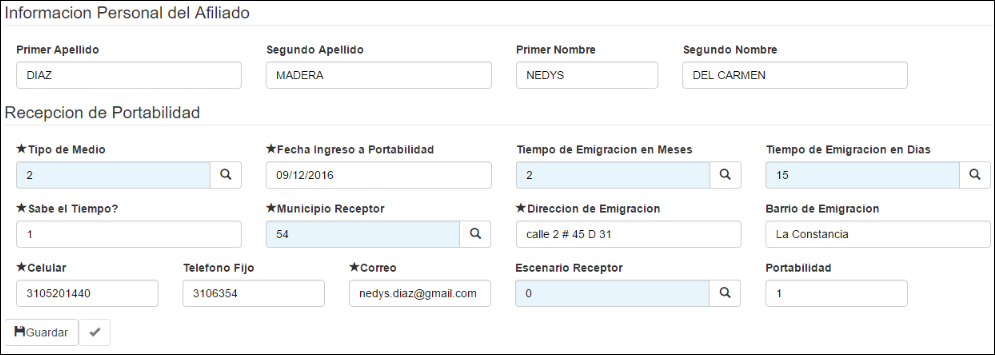 Informacion Personal del Afiliado
Primer Apellido Segundo Apellido Primer Nombre Segundo Nombre
DIAZ MADERA NEDYS DEL CARMEN
Recepcion de Portabilidad
★Tipo de Medio ★Fecha Ingreso a Portabilidad Tiempo de Emigracion en Meses Tiempo de Emigracion en Dias
2 09/12/2016 2 15
★Sabe el Tiempo? ★Municipio Receptor ★Direccion de Emigracion Barrio de Emigracion
1 54 calle 2 # 45 D 31 La Constancia
★Celular Telefono Fijo ★Correo Escenario Receptor Portabilidad
3105201440 3106354 nedys.diaz@gmail.com 0 1
Guardar